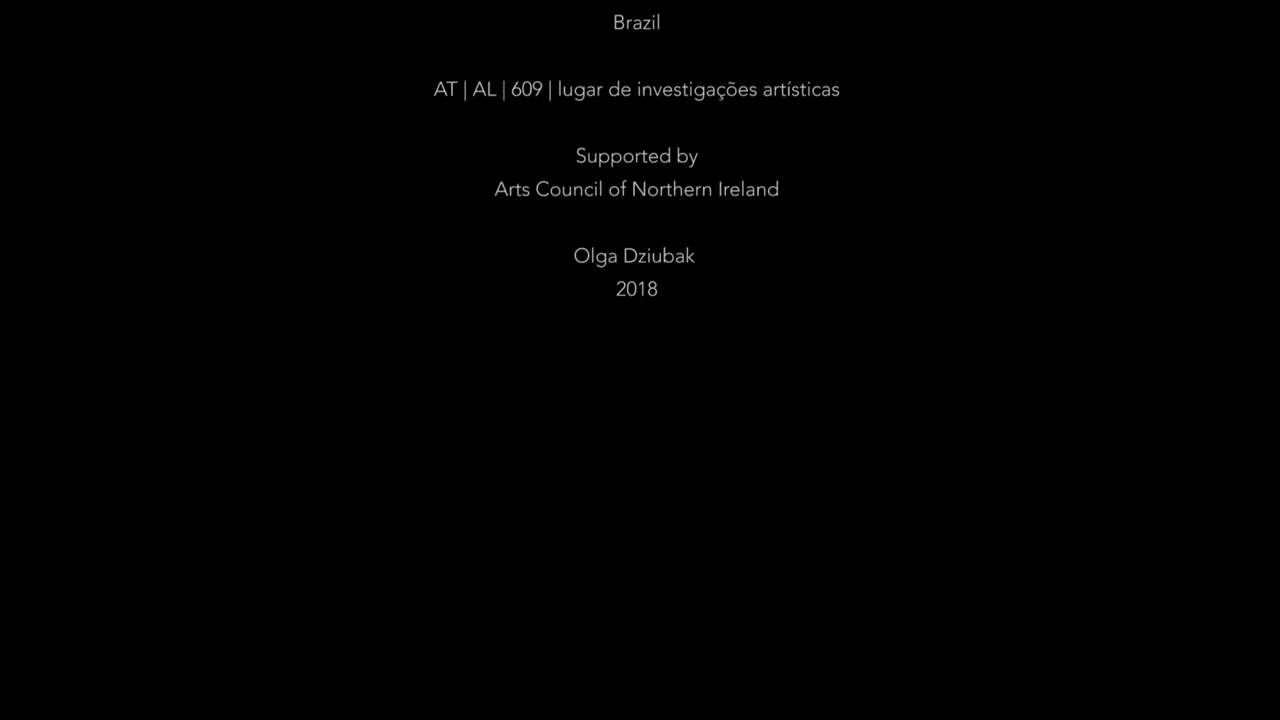 Brazil
AT | AL | 609 | lugar de investigações artísticas
Supported by
Arts Council of Northern Ireland
Olga Dziubak
2018